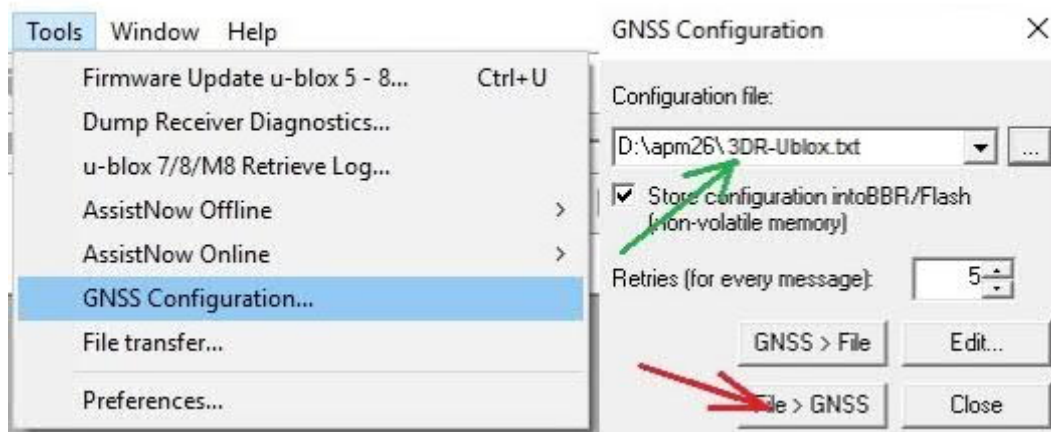 Tools Window Help
Firmware Update u-blox 5 - 8... Ctrl+U
Dump Receiver Diagnostics...
u-blox 7/8/M8 Retrieve Log...
AssistNow Offline >
AssistNow Online >
GNSS Configuration...
File transfer...
Preferences...
GNSS Configuration
Configuration file:
D:\apm26\3DR-Ublox.txt
...
Store configuration intoBBR/Flash
(non-volatile memory)
Retries (for every message): 5
GNSS > File Edit...
File > GNSS Close